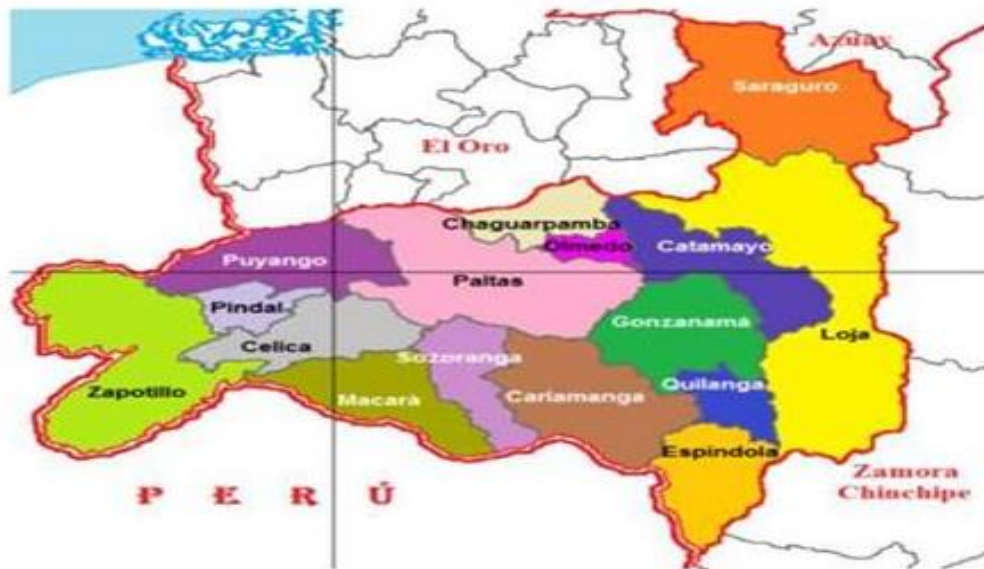 Azuay
Saraguro
El Oro
Chaguarpamba
Olmedo
Catamayo
Puyango
Paltas
Pindal
Gonzanamá
Loja
Celica
Sozoranga
Zapotillo
Macará
Cariamanga
Quilanga
Espíndola
Zamora
Chinchipe
P E R Ú